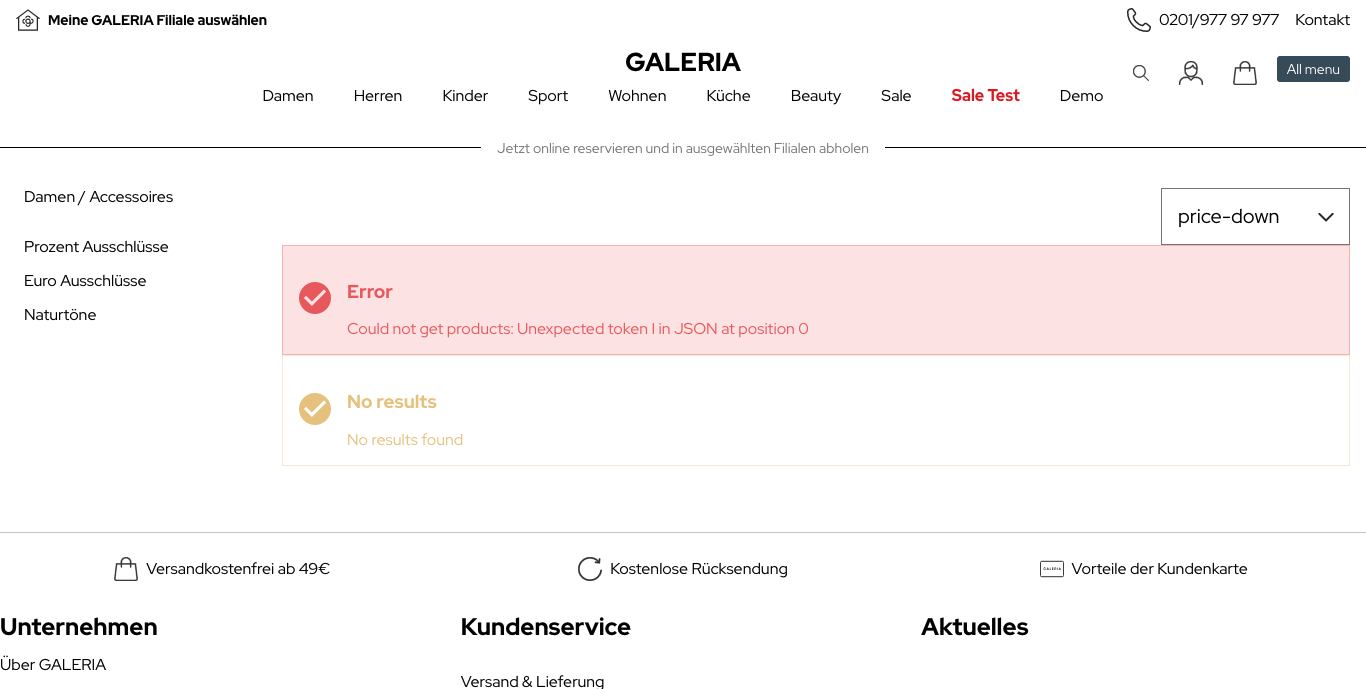 Meine GALERIA Filiale auswählen
0201/977 97 977 Kontakt
GALERIA
All menu
Damen Herren Kinder Sport Wohnen Küche Beauty Sale Sale Test Demo
Jetzt online reservieren und in ausgewählten Filialen abholen
Damen / Accessoires
price-down
Prozent Ausschlüsse
Euro Ausschlüsse
Naturtöne
Error
Could not get products: Unexpected token I in JSON at position 0
No results
No results found
Versandkostenfrei ab 49€
Kostenlose Rücksendung
GALERIA
Vorteile der Kundenkarte
Unternehmen
Kundenservice
Aktuelles
Über GALERIA
Versand & Lieferung